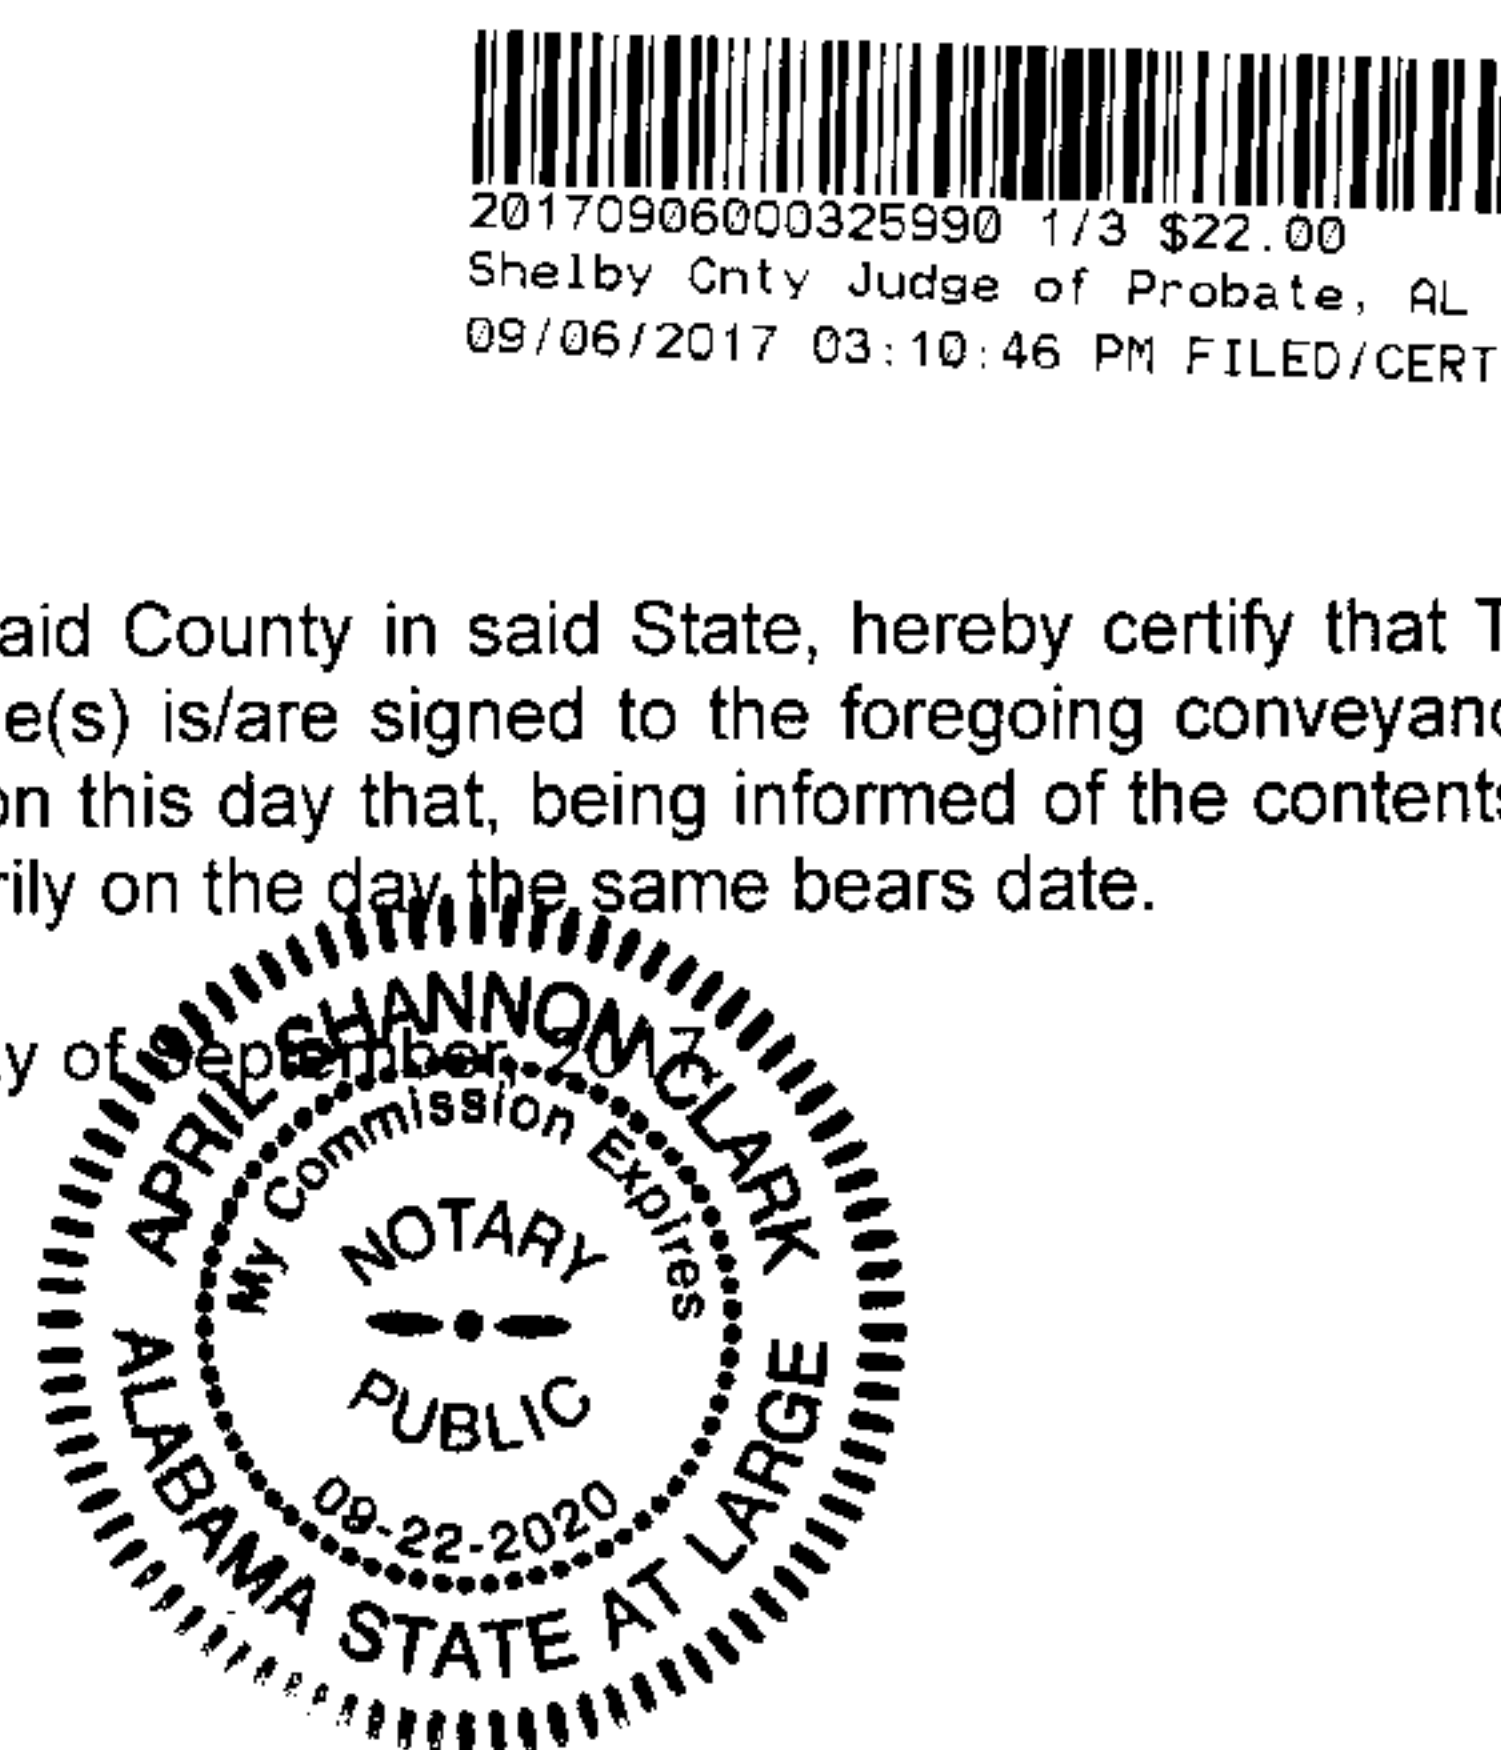 20170906000325990 1/3 $22.00
Shelby Cnty Judge of Probate, AL
09/06/2017 03:10:46 PM FILED/CERT
aid County in said State, hereby certify that T
e(s) is/are signed to the foregoing conveyanc
on this day that, being informed of the contents
rily on the day the same bears date.
y of September, 2017.
APRIL SHANNON CLARK
My Commission Expires
NOTARY
PUBLIC
09-22-2020
ALABAMA STATE AT LARGE